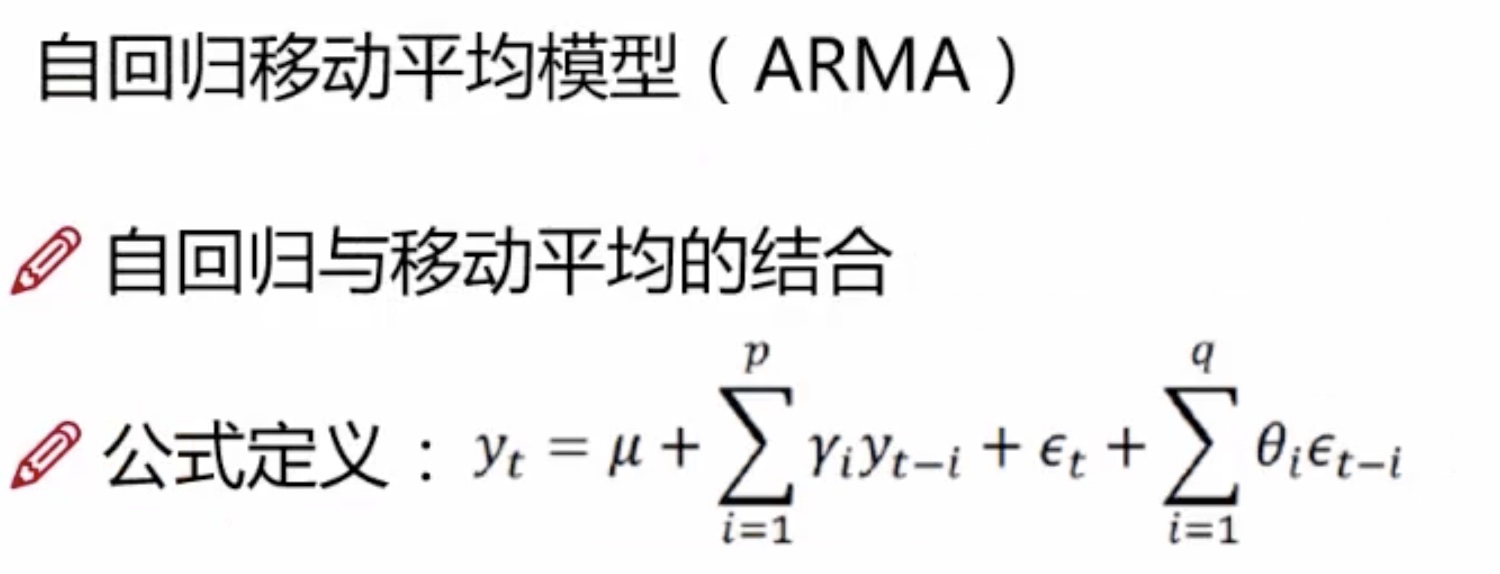 自回归移动平均模型（ARMA）
自回归与移动平均的结合
公式定义：$y_t = \mu + \sum_{i=1}^{p} \gamma_i y_{t-i} + \epsilon_t + \sum_{i=1}^{q} \theta_i \epsilon_{t-i}$